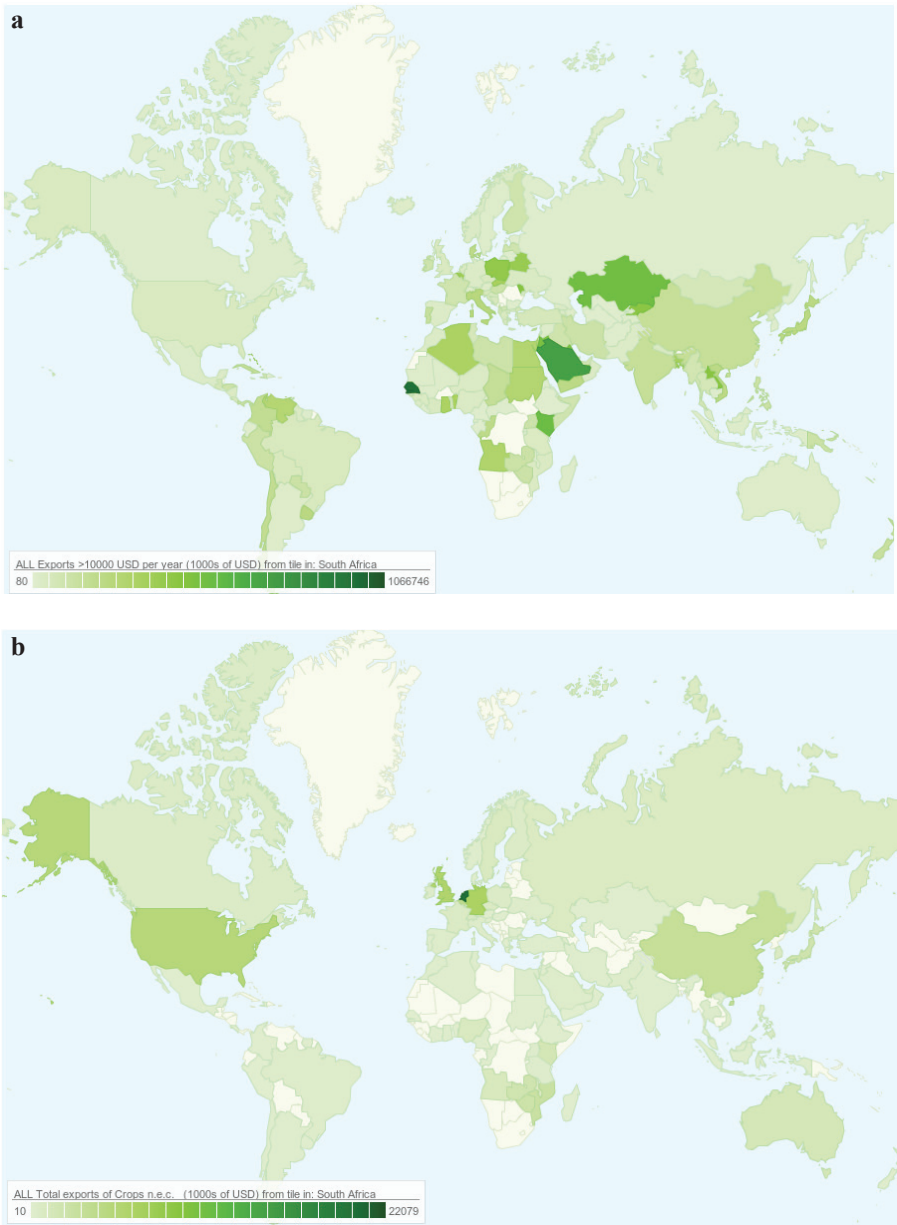 a
ALL Exports >10000 USD per year (1000s of USD) from tile in: South Africa
80 1066746
b
ALL Total exports of Crops n.e.c. (1000s of USD) from tile in: South Africa
10 22079